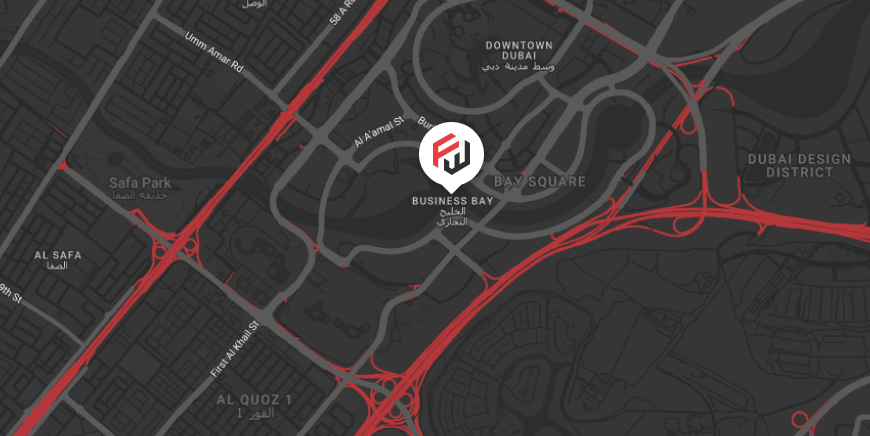 الوصل
58 A R
Umm Amar Rd
DOWNTOWN
DUBAI
وسط مدينة دبي
Al A'amal St
Bur
Safa Park
حديقة الصفا
BAY SQUARE
DUBAI DESIGN
DISTRICT
BUSINESS BAY
الخليج
التجاري
AL SAFA
الصفا
9th St
First Al Khail St
AL QUOZ 1
القوز 1